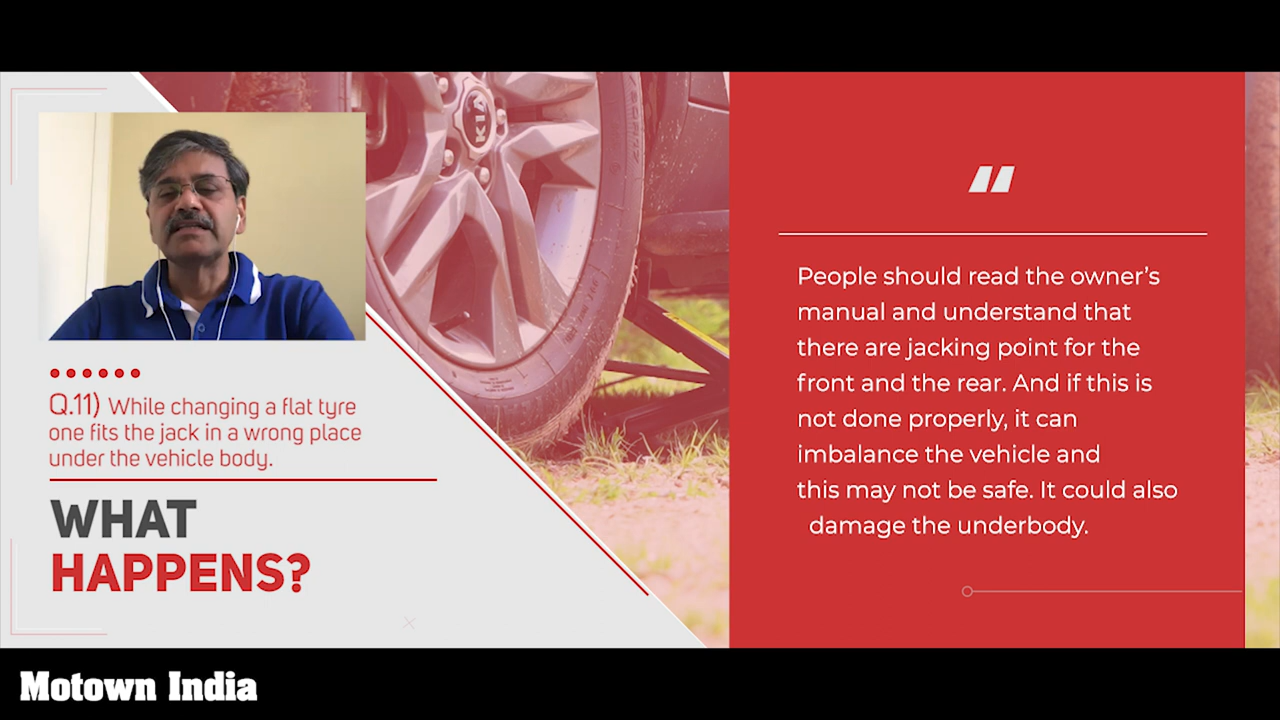 KIA
Q.11) While changing a flat tyre
one fits the jack in a wrong place
under the vehicle body.
WHAT
HAPPENS?
“
People should read the owner’s
manual and understand that
there are jacking point for the
front and the rear. And if this is
not done properly, it can
imbalance the vehicle and
this may not be safe. It could also
damage the underbody.
Motown India